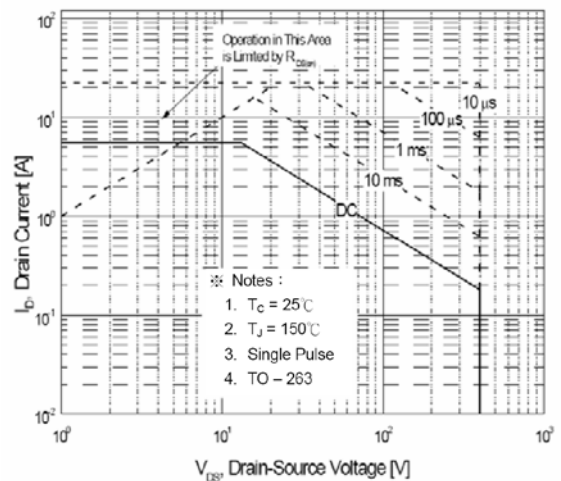 10²
Operation in This Area
is Limted by R_DS(on)
10 µs
100 µs
10¹
1 ms
10 ms
I_D, Drain Current [A]
10⁰
DC
※ Notes :
1. T_C = 25℃
2. T_J = 150℃
3. Single Pulse
4. TO – 263
10⁻¹
10⁻²
10⁰ 10¹ 10² 10³
V_DS, Drain-Source Voltage [V]